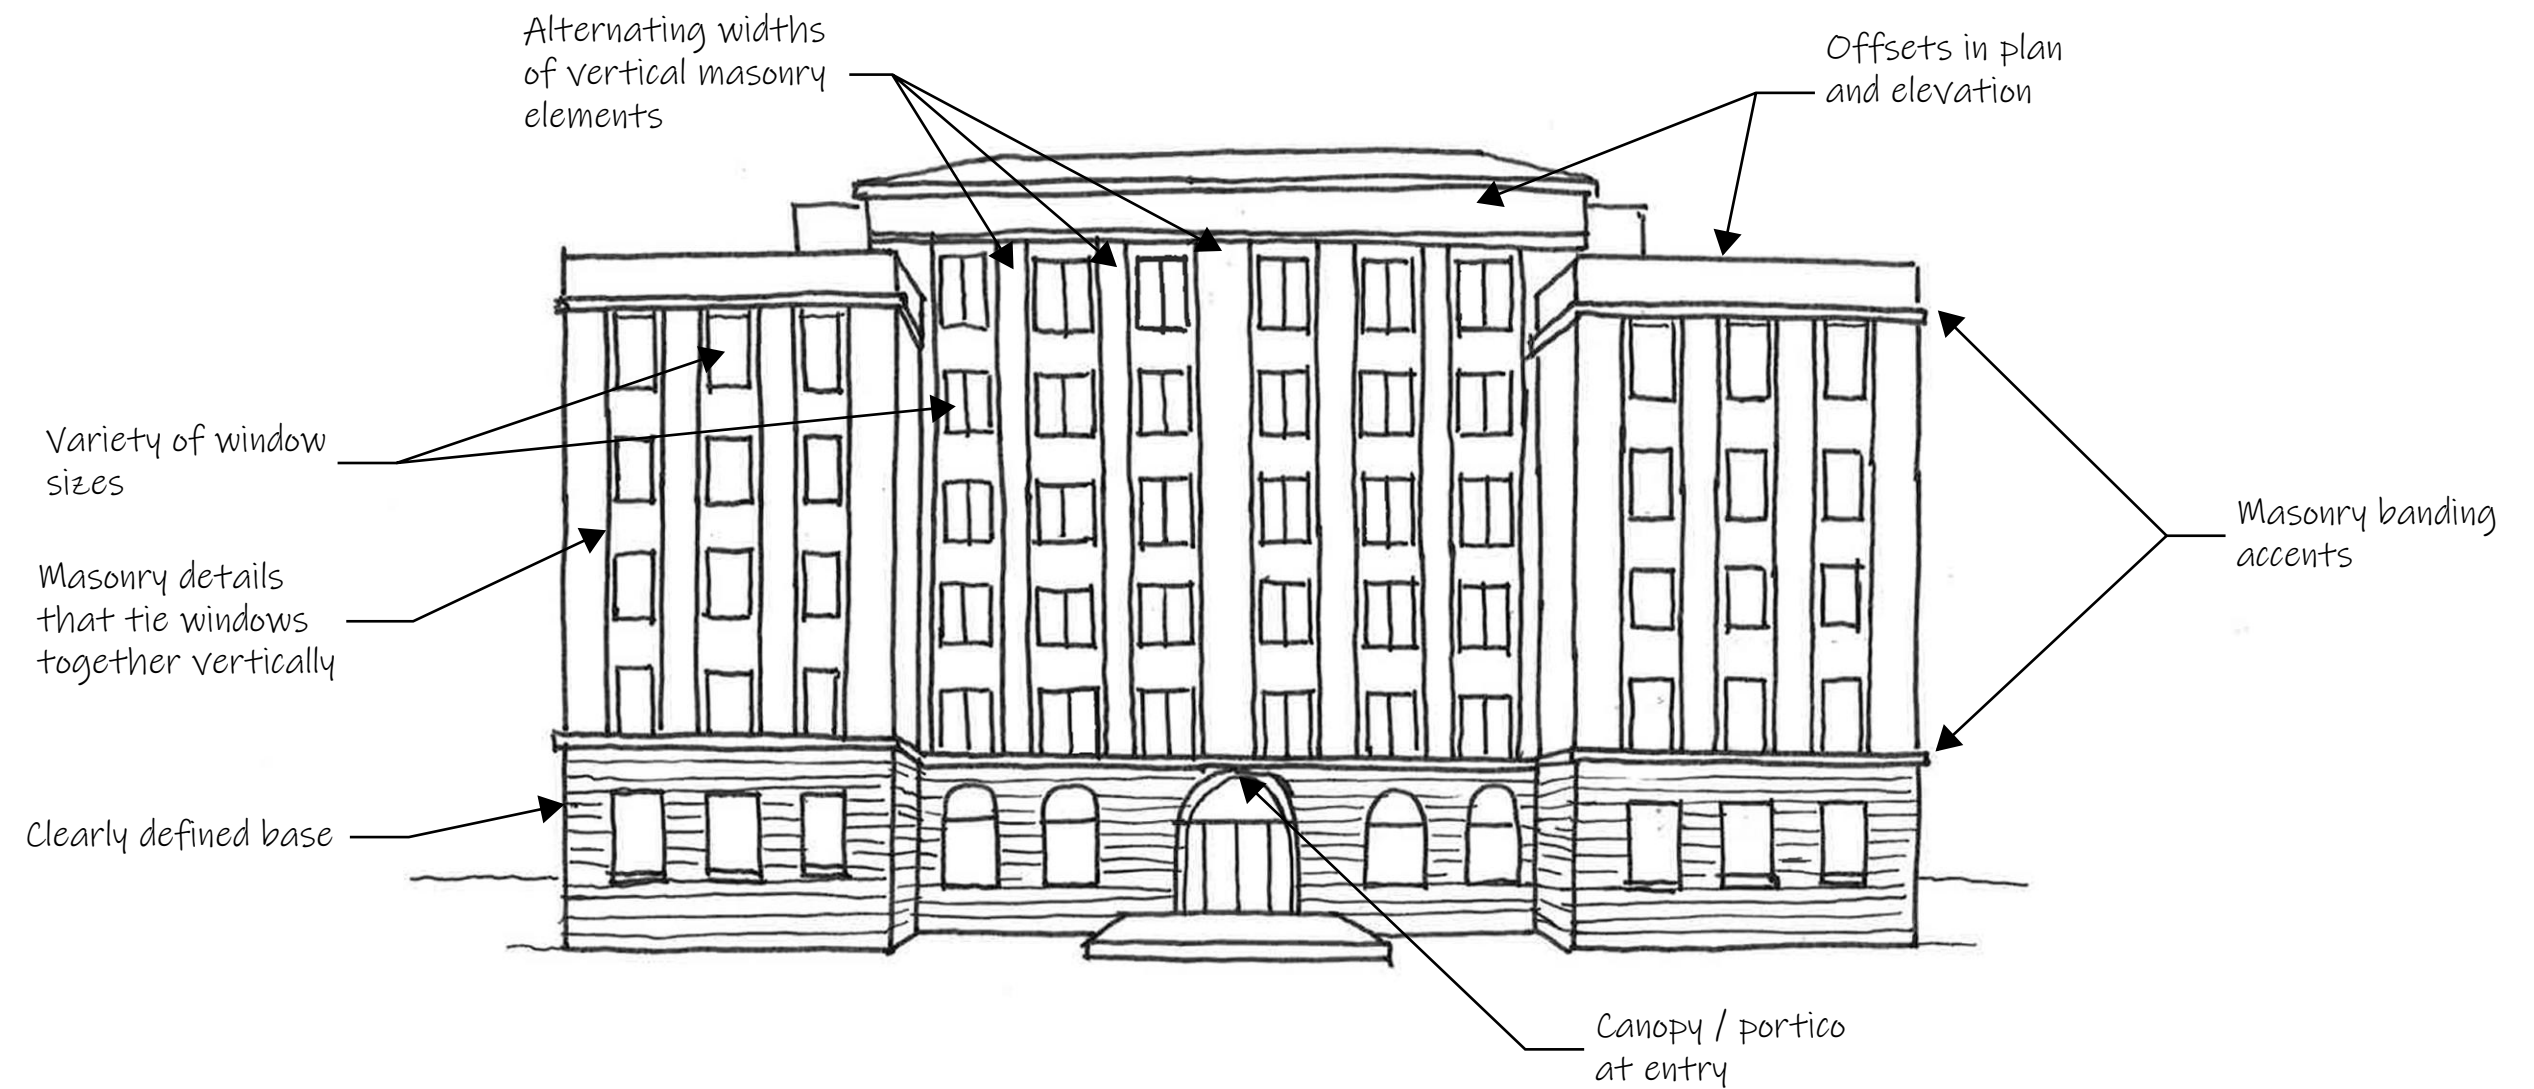 Alternating widths
of vertical masonry
elements
Offsets in plan
and elevation
Variety of window
sizes
Masonry details
that tie windows
together vertically
Clearly defined base
Masonry banding
accents
Canopy / portico
at entry